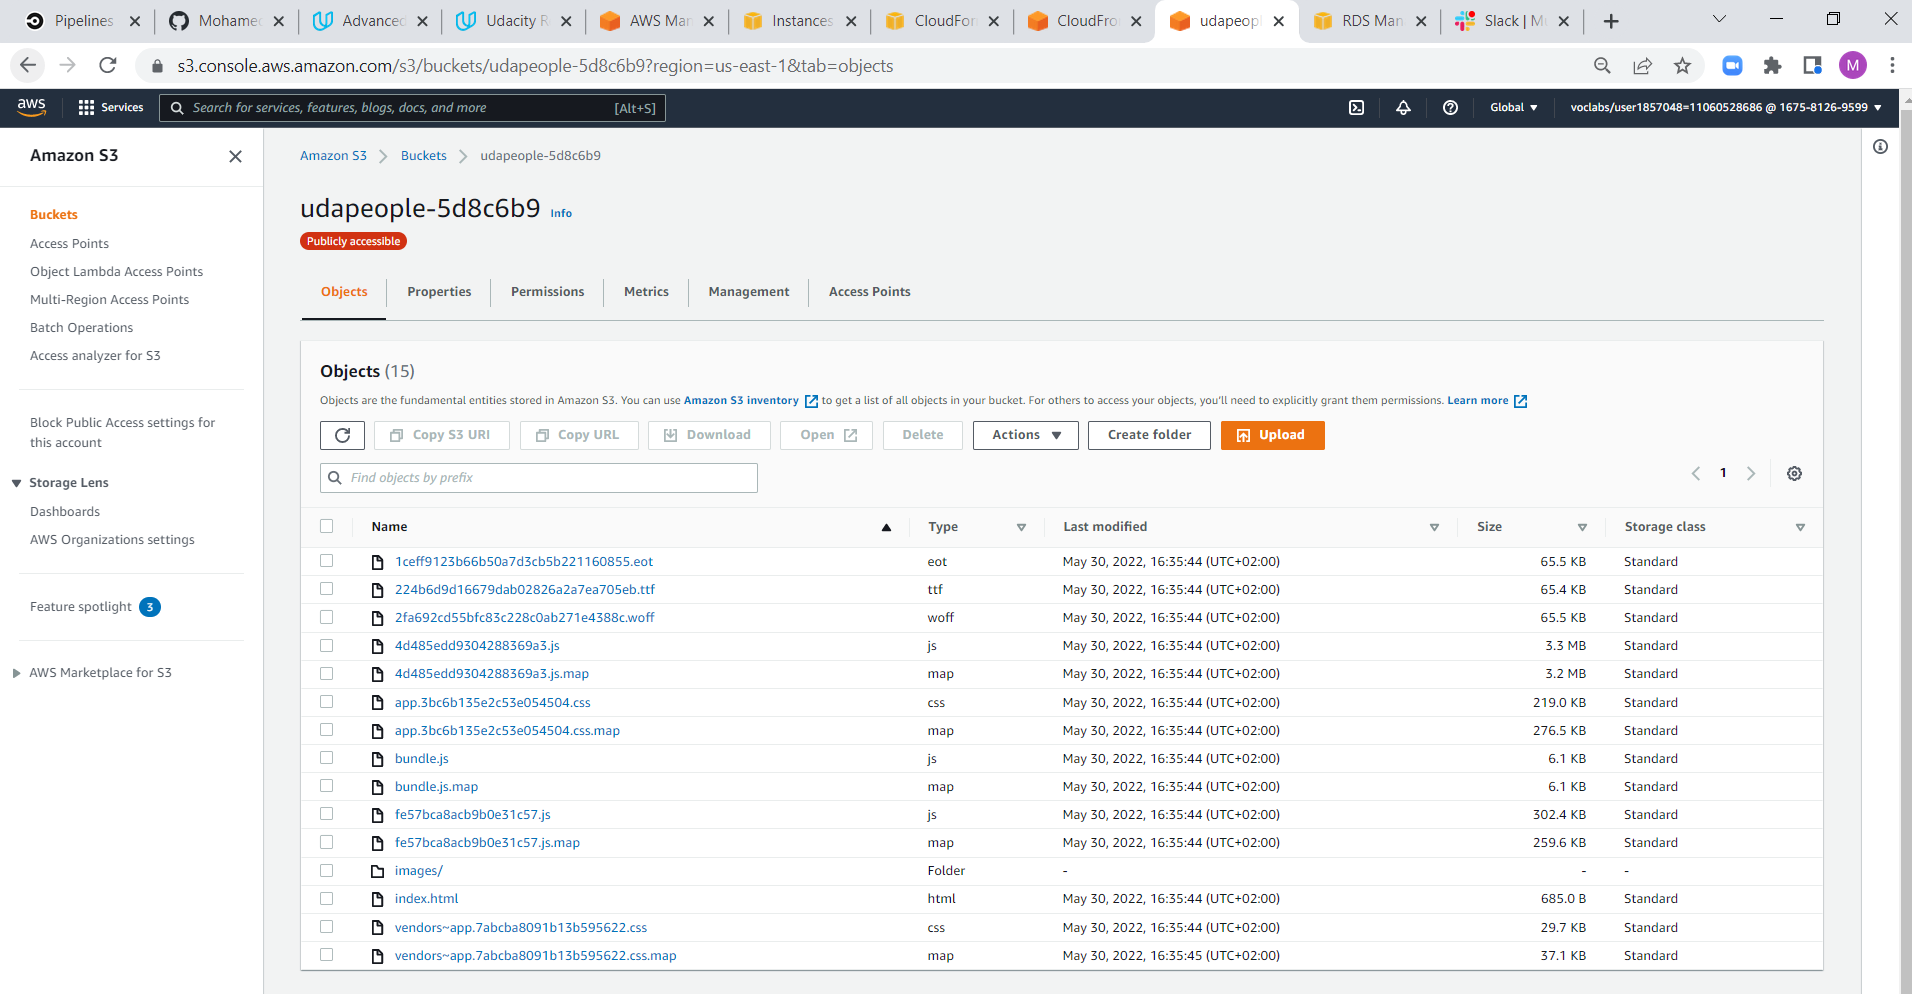 Pipelines
Mohamed
Advanced
Udacity R
AWS Man
Instances
CloudFor
CloudFro
udapeopl
RDS Man
Slack | M
s3.console.aws.amazon.com/s3/buckets/udapeople-5d8c6b9?region=us-east-1&tab=objects
M
aws
Services
Search for services, features, blogs, docs, and more [Alt+S]
Global
voclabs/user1857048=11060528686 @ 1675-8126-9599
Amazon S3
Buckets
Access Points
Object Lambda Access Points
Multi-Region Access Points
Batch Operations
Access analyzer for S3
Block Public Access settings for
this account
Storage Lens
Dashboards
AWS Organizations settings
Feature spotlight 3
AWS Marketplace for S3
Amazon S3 > Buckets > udapeople-5d8c6b9
udapeople-5d8c6b9 Info
Publicly accessible
Objects Properties Permissions Metrics Management Access Points
Objects (15)
Objects are the fundamental entities stored in Amazon S3. You can use Amazon S3 inventory to get a list of all objects in your bucket. For others to access your objects, you'll need to explicitly grant them permissions. Learn more
Copy S3 URI Copy URL Download Open Delete Actions Create folder Upload
Find objects by prefix
1
Name Type Last modified Size Storage class
1ceff9123b66b50a7d3cb5b221160855.eot eot May 30, 2022, 16:35:44 (UTC+02:00) 65.5 KB Standard
224b6d9d16679dab02826a2a7ea705eb.ttf ttf May 30, 2022, 16:35:44 (UTC+02:00) 65.4 KB Standard
2fa692cd55bfc83c228c0ab271e4388c.woff woff May 30, 2022, 16:35:44 (UTC+02:00) 65.5 KB Standard
4d485edd9304288369a3.js js May 30, 2022, 16:35:44 (UTC+02:00) 3.3 MB Standard
4d485edd9304288369a3.js.map map May 30, 2022, 16:35:44 (UTC+02:00) 3.2 MB Standard
app.3bc6b135e2c53e054504.css css May 30, 2022, 16:35:44 (UTC+02:00) 219.0 KB Standard
app.3bc6b135e2c53e054504.css.map map May 30, 2022, 16:35:44 (UTC+02:00) 276.5 KB Standard
bundle.js js May 30, 2022, 16:35:44 (UTC+02:00) 6.1 KB Standard
bundle.js.map map May 30, 2022, 16:35:44 (UTC+02:00) 6.1 KB Standard
fe57bca8acb9b0e31c57.js js May 30, 2022, 16:35:44 (UTC+02:00) 302.4 KB Standard
fe57bca8acb9b0e31c57.js.map map May 30, 2022, 16:35:44 (UTC+02:00) 259.6 KB Standard
images/ Folder - - -
index.html html May 30, 2022, 16:35:44 (UTC+02:00) 685.0 B Standard
vendors~app.7abcba8091b13b595622.css css May 30, 2022, 16:35:44 (UTC+02:00) 29.7 KB Standard
vendors~app.7abcba8091b13b595622.css.map map May 30, 2022, 16:35:45 (UTC+02:00) 37.1 KB Standard